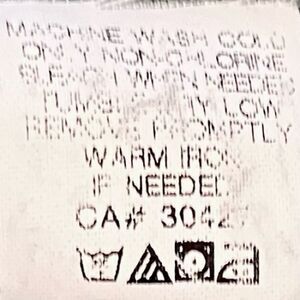 MACHINE WASH COLD
ONLY NON-CHLORINE
BLEACH WHEN NEEDED
TUMBLE DRY LOW
REMOVE PROMPTLY
WARM IRON
IF NEEDED
CA# 3042